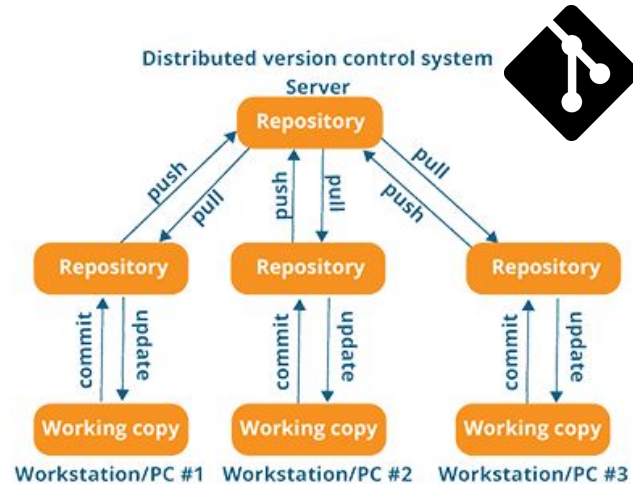 Distributed version control system
Server
Repository
push
pull
push
pull
pull
push
Repository
Repository
Repository
commit
update
commit
update
commit
update
Working copy
Working copy
Working copy
Workstation/PC #1
Workstation/PC #2
Workstation/PC #3